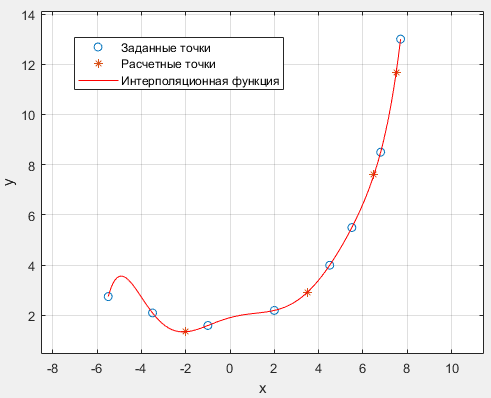 14
12
10
8
6
4
2
y
Заданные точки
Расчетные точки
Интерполяционная функция
-8 -6 -4 -2 0 2 4 6 8 10
x